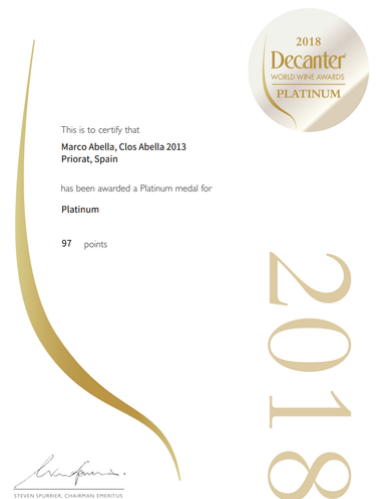 2018
Decanter
WORLD WINE AWARDS
PLATINUM
This is to certify that
Marco Abella, Clos Abella 2013
Priorat, Spain
has been awarded a Platinum medal for
Platinum
97 points
2018
STEVEN SPURRIER, CHAIRMAN EMERITUS